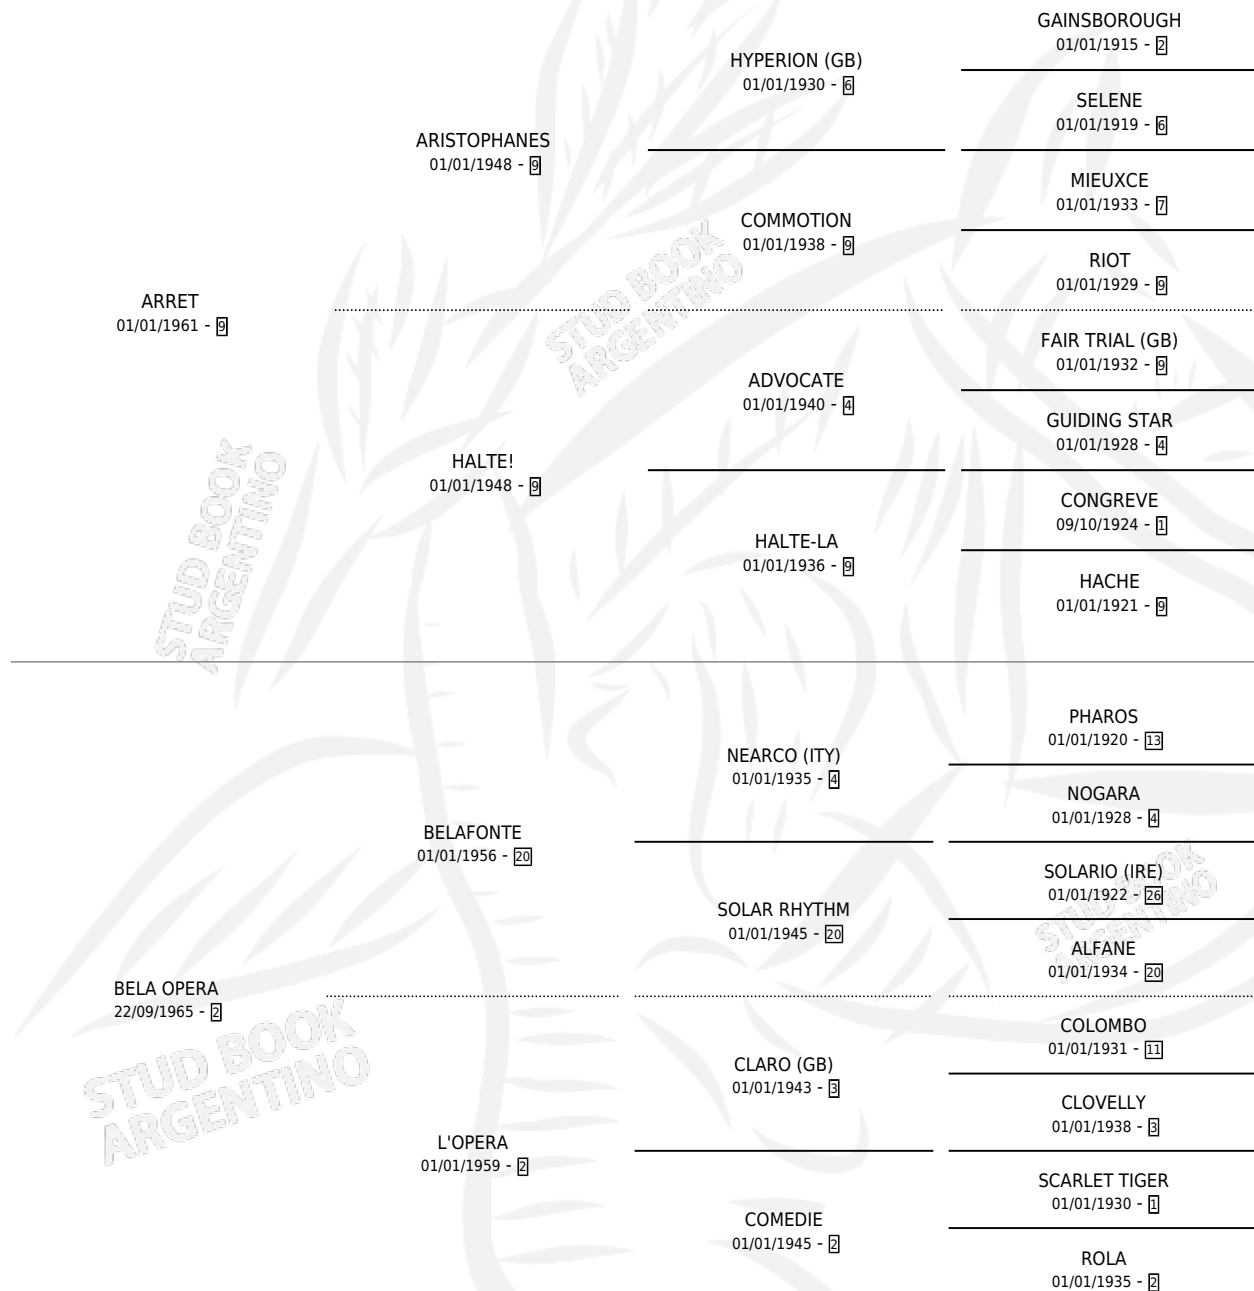 GAINSBOROUGH
01/01/1915 - 2
HYPERION (GB)
01/01/1930 - 6
SELENE
01/01/1919 - 6
ARISTOPHANES
01/01/1948 - 9
MIEUXCE
01/01/1933 - 7
COMMOTION
01/01/1938 - 9
RIOT
01/01/1929 - 9
ARRET
01/01/1961 - 9
FAIR TRIAL (GB)
01/01/1932 - 9
ADVOCATE
01/01/1940 - 4
GUIDING STAR
01/01/1928 - 4
HALTE!
01/01/1948 - 9
CONGREVE
09/10/1924 - 1
HALTE-LA
01/01/1936 - 9
HACHE
01/01/1921 - 9
STUD BOOK
ARGENTINO
STUD BOOK
ARGENTINO
PHAROS
01/01/1920 - 13
NEARCO (ITY)
01/01/1935 - 4
NOGARA
01/01/1928 - 4
BELAFONTE
01/01/1956 - 20
SOLARIO (IRE)
01/01/1922 - 26
SOLAR RHYTHM
01/01/1945 - 20
ALFANE
01/01/1934 - 20
STUD BOOK
ARGENTINO
BELA OPERA
22/09/1965 - 2
COLOMBO
01/01/1931 - 11
CLARO (GB)
01/01/1943 - 3
CLOVELLY
01/01/1938 - 3
STUD BOOK
ARGENTINO
L'OPERA
01/01/1959 - 2
SCARLET TIGER
01/01/1930 - 1
COMEDIE
01/01/1945 - 2
ROLA
01/01/1935 - 2